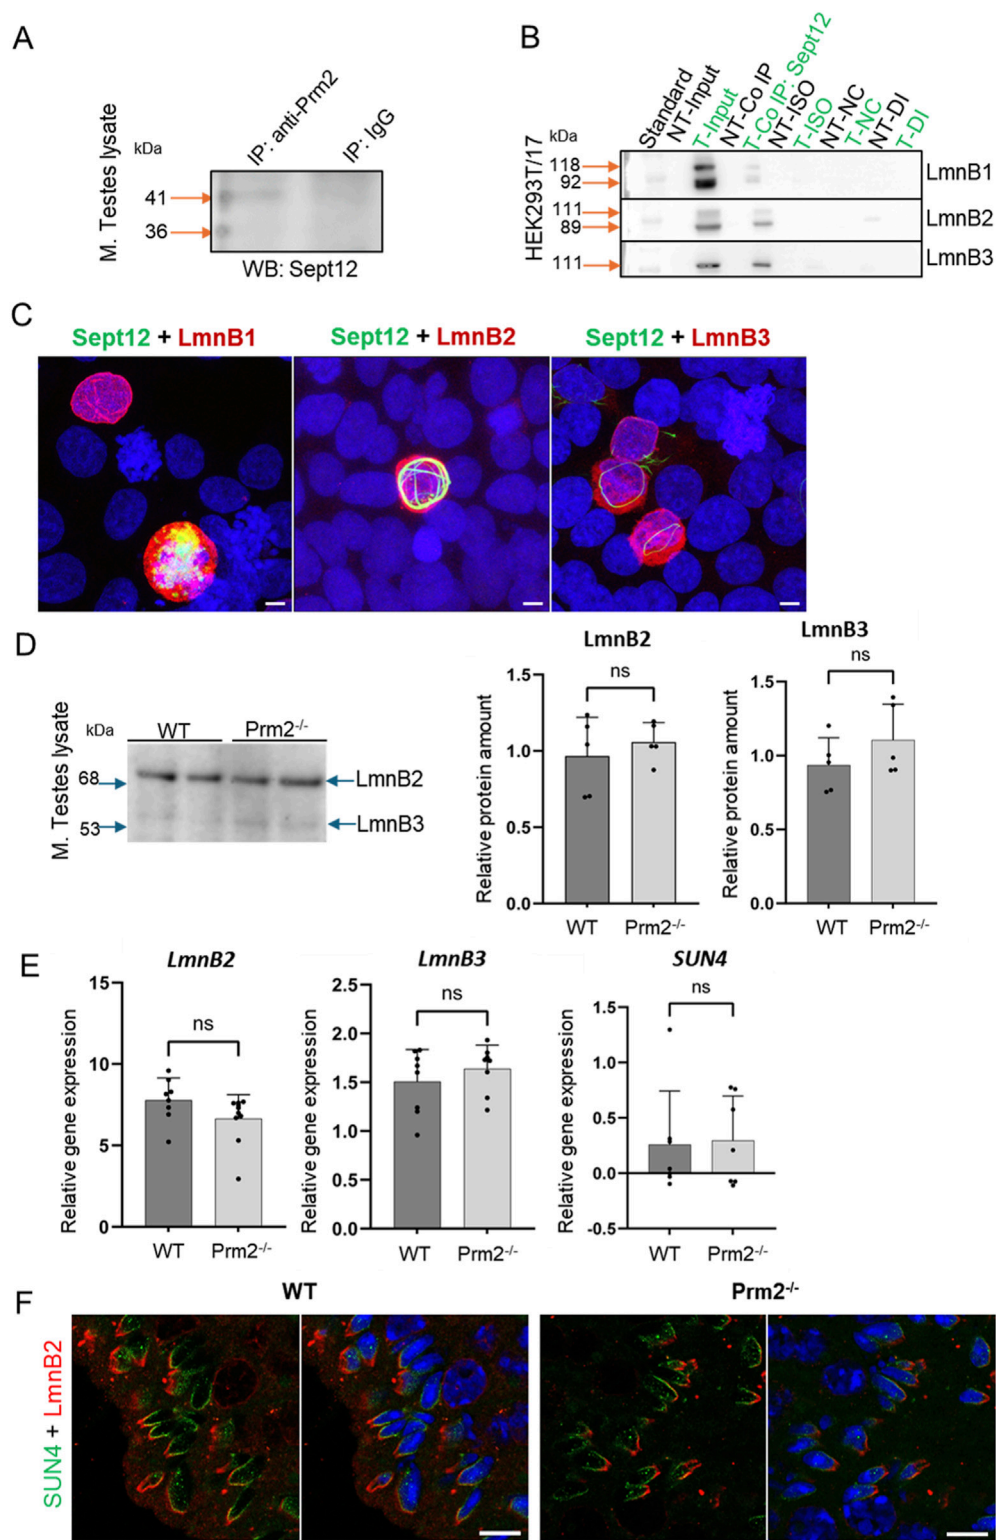 A
M. Testes lysate
kDa
IP: anti-Prm2
IP: IgG
41
36
WB: Sept12
B
HEK293T/17
kDa
Standard
NT-Input
T-Input
NT-Co IP
T-Co IP: Sept12
NT-ISO
T-ISO
NT-NC
T-NC
NT-DI
T-DI
118
92
LmnB1
111
89
LmnB2
111
LmnB3
C
Sept12 + LmnB1
Sept12 + LmnB2
Sept12 + LmnB3
D
M. Testes lysate
kDa
WT
Prm2-/-
68
LmnB2
53
LmnB3
LmnB2
Relative protein amount
1.5
1.0
0.5
0.0
ns
WT
Prm2-/-
LmnB3
Relative protein amount
1.5
1.0
0.5
0.0
ns
WT
Prm2-/-
E
LmnB2
Relative gene expression
15
10
5
0
ns
WT
Prm2-/-
LmnB3
Relative gene expression
2.5
2.0
1.5
1.0
0.5
0.0
ns
WT
Prm2-/-
SUN4
Relative gene expression
1.5
1.0
0.5
0.0
-0.5
ns
WT
Prm2-/-
F
WT
Prm2-/-
SUN4 + LmnB2